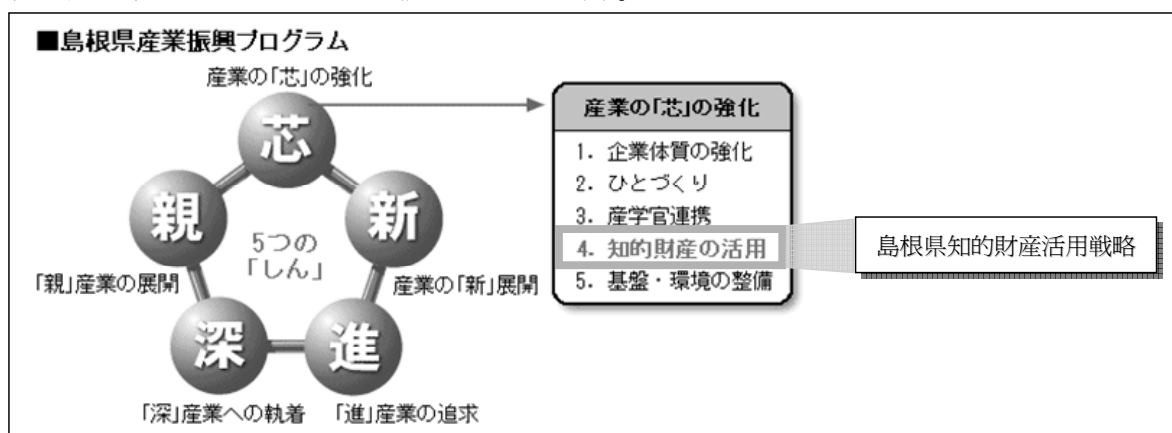 ■島根県産業振興プログラム
産業の「芯」の強化
芯
親
新
5つの
「しん」
「親」産業の展開
産業の「新」展開
深
進
「深」産業への執着
「進」産業の追求
産業の「芯」の強化
1. 企業体質の強化
2. ひとづくり
3. 産学官連携
4. 知的財産の活用
5. 基盤・環境の整備
島根県知的財産活用戦略